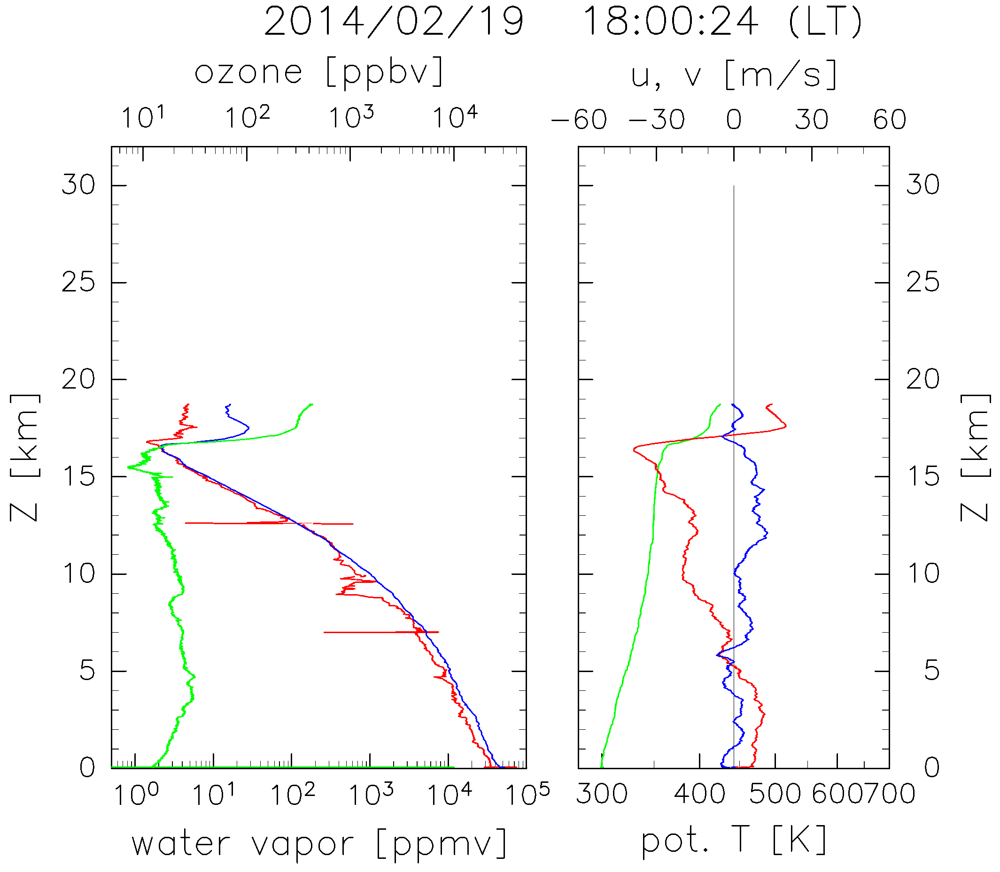 2014/02/19 18:00:24 (LT)
ozone [ppbv]
u, v [m/s]
10¹ 10² 10³ 10⁴
-60 -30 0 30 60
30
25
20
15
10
5
0
Z [km]
30
25
20
15
10
5
0
Z [km]
10⁰ 10¹ 10² 10³ 10⁴ 10⁵
300 400 500 600 700
water vapor [ppmv]
pot. T [K]